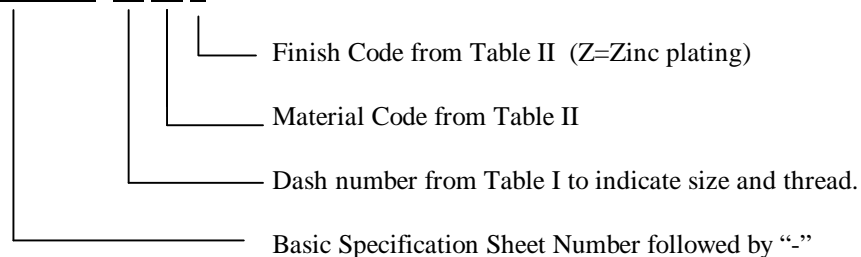 Finish Code from Table II (Z=Zinc plating)
Material Code from Table II
Dash number from Table I to indicate size and thread.
Basic Specification Sheet Number followed by “-”